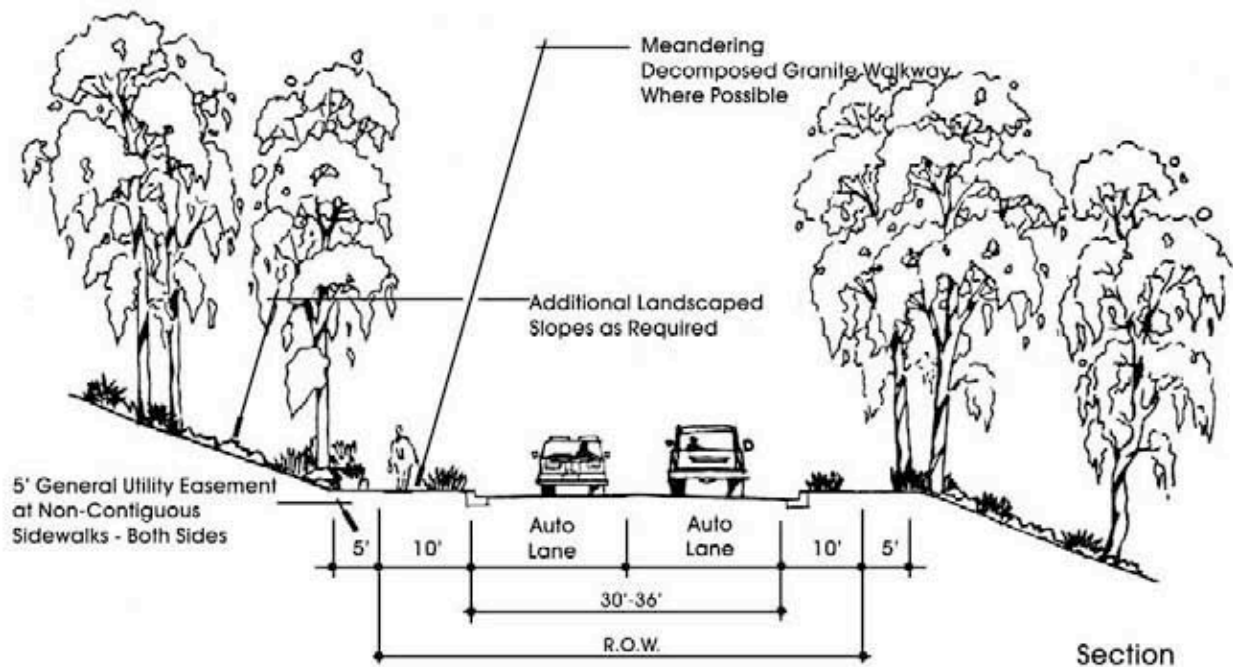 Meandering
Decomposed Granite Walkway
Where Possible
Additional Landscaped
Slopes as Required
5' General Utility Easement
at Non-Contiguous
Sidewalks - Both Sides
5'
10'
Auto
Lane
Auto
Lane
10'
5'
30'-36'
R.O.W.
Section